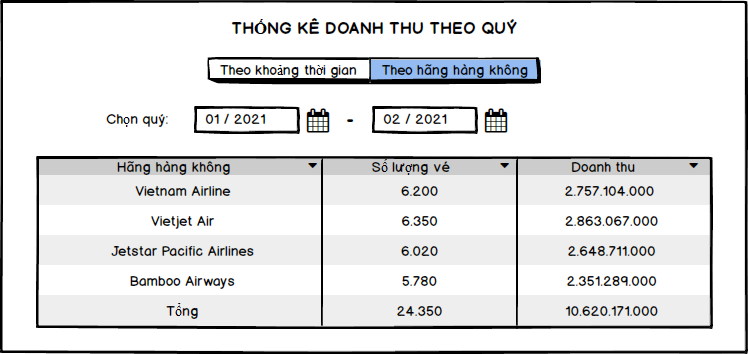 THỐNG KÊ DOANH THU THEO QUÝ
Theo khoảng thời gian Theo hãng hàng không
Chọn quý: 01 / 2021 - 02 / 2021
Hãng hàng không Số lượng vé Doanh thu
Vietnam Airline 6.200 2.757.104.000
Vietjet Air 6.350 2.863.067.000
Jetstar Pacific Airlines 6.020 2.648.711.000
Bamboo Airways 5.780 2.351.289.000
Tổng 24.350 10.620.171.000